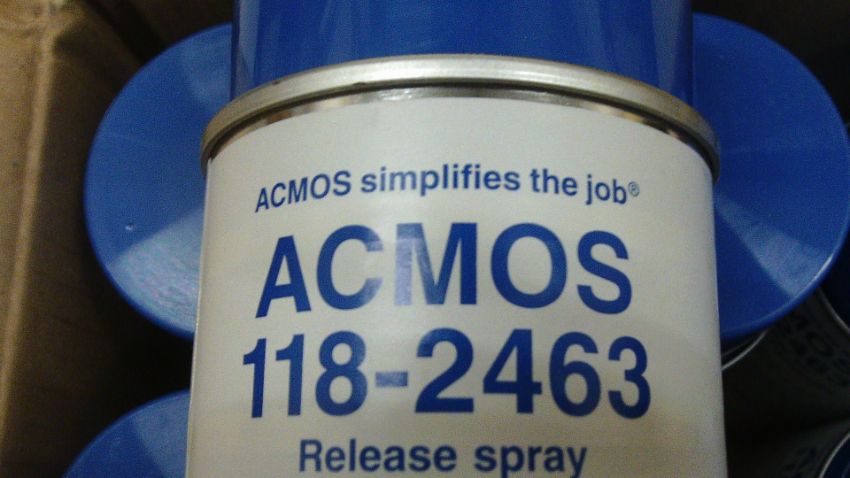 ACMOS simplifies the job®
ACMOS
118-2463
Release spray